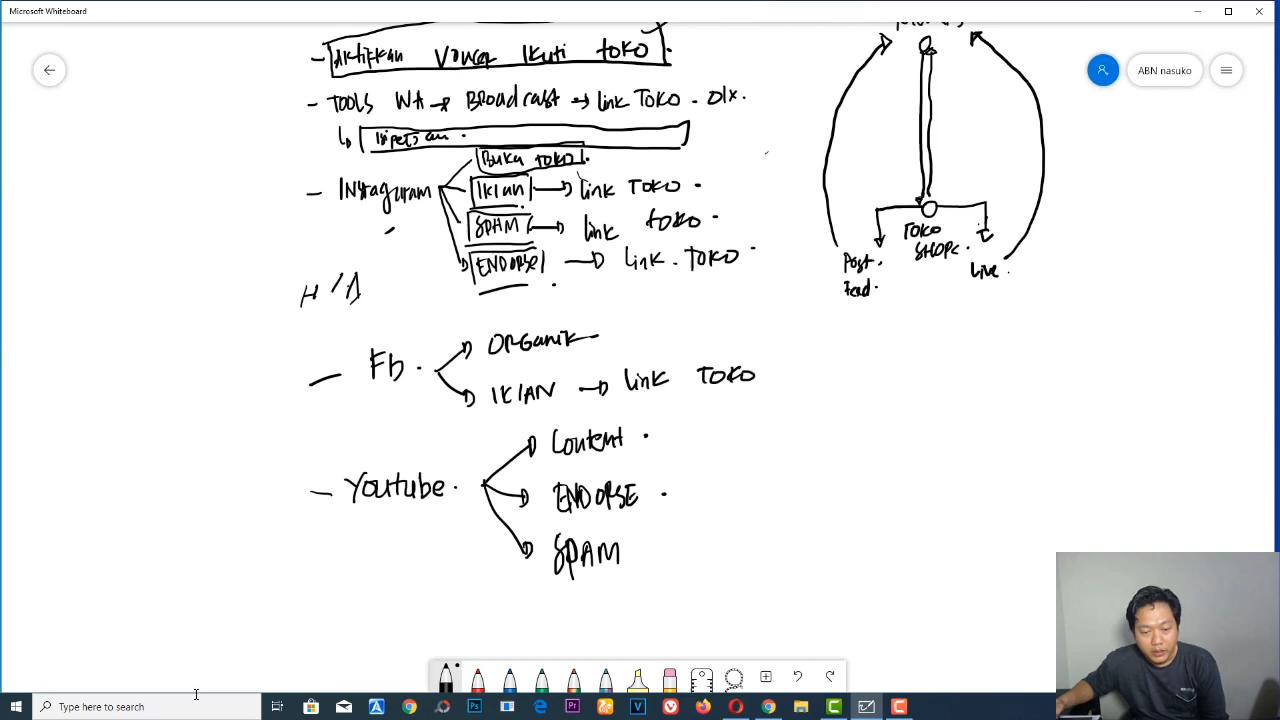 Microsoft Whiteboard
- Aktifkan Voucer Ikuti TOKO.
ABN nasuko
- TOOLS WA → Broadcast → link TOKO - Olx.
- Instagram
Buka TOKO.
IKlan → link TOKO -
SPAM → link TOKO -
ENDORSE → link - TOKO
TOKO
SHOPE.
Post.
Feed.
Live.
H/A
- Fb.
ORGANIK
IKLAN → link TOKO
- Youtube.
Content.
ENDORSE.
SPAM
Type here to search